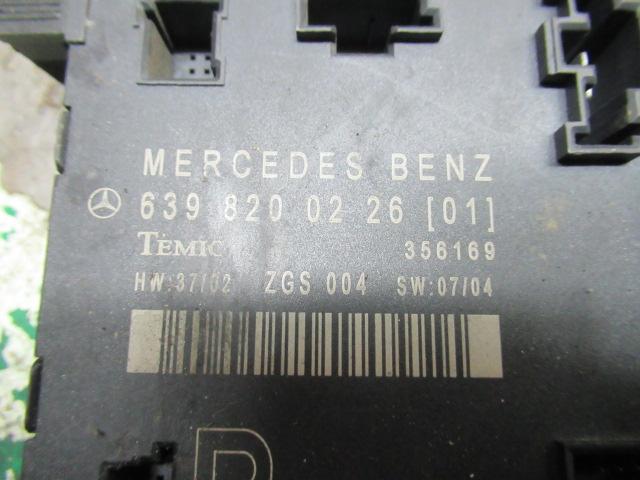 MERCEDES BENZ
639 820 02 26 [01]
TEMIC 356169
HW:37/02 ZGS 004 SW:07/04